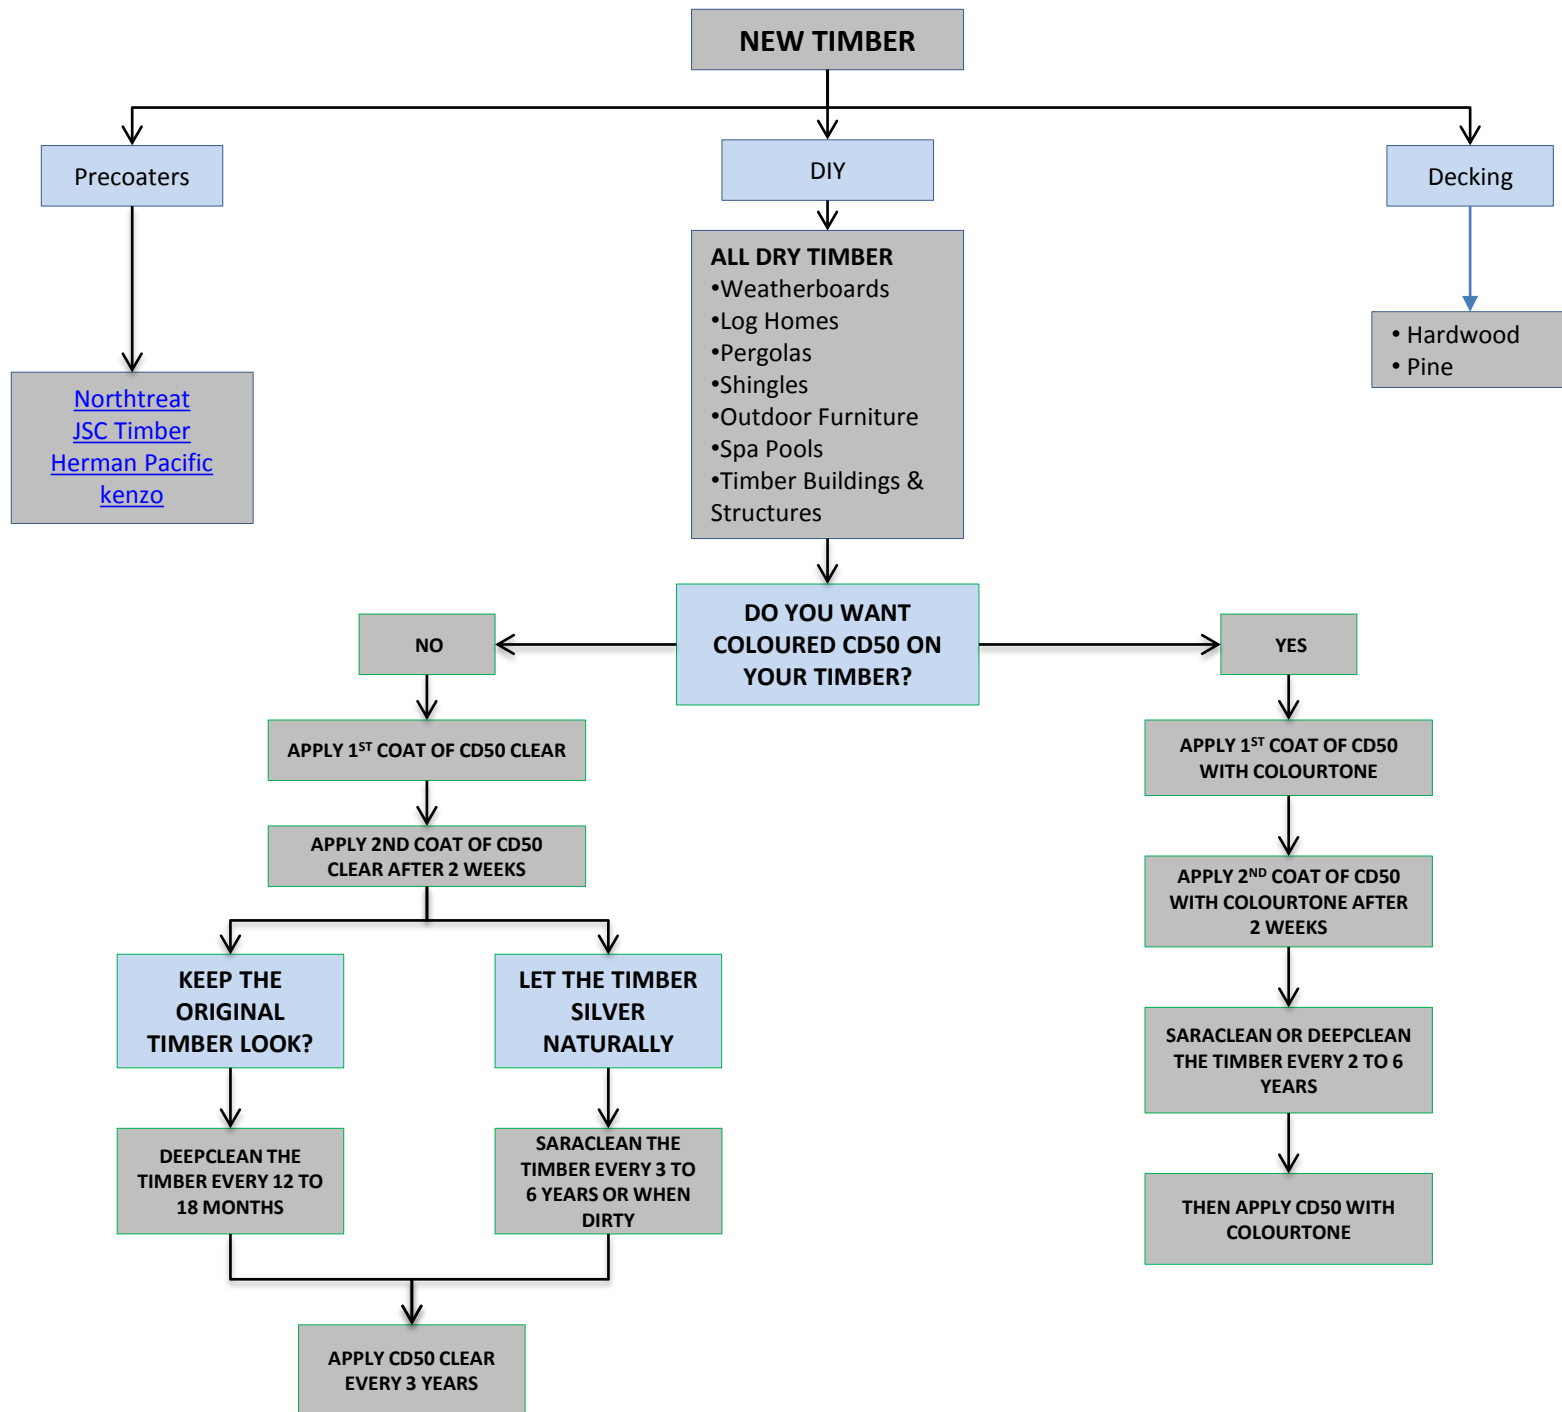 NEW TIMBER
Precoaters
DIY
Decking
ALL DRY TIMBER
•Weatherboards
•Log Homes
•Pergolas
•Shingles
•Outdoor Furniture
•Spa Pools
•Timber Buildings &
Structures
• Hardwood
• Pine
Northtreat
JSC Timber
Herman Pacific
kenzo
DO YOU WANT
COLOURED CD50 ON
YOUR TIMBER?
NO
YES
APPLY 1ST COAT OF CD50 CLEAR
APPLY 2ND COAT OF CD50
CLEAR AFTER 2 WEEKS
KEEP THE
ORIGINAL
TIMBER LOOK?
LET THE TIMBER
SILVER
NATURALLY
DEEPCLEAN THE
TIMBER EVERY 12 TO
18 MONTHS
SARACLEAN THE
TIMBER EVERY 3 TO
6 YEARS OR WHEN
DIRTY
APPLY CD50 CLEAR
EVERY 3 YEARS
APPLY 1ST COAT OF CD50
WITH COLOURTONE
APPLY 2ND COAT OF CD50
WITH COLOURTONE AFTER
2 WEEKS
SARACLEAN OR DEEPCLEAN
THE TIMBER EVERY 2 TO 6
YEARS
THEN APPLY CD50 WITH
COLOURTONE